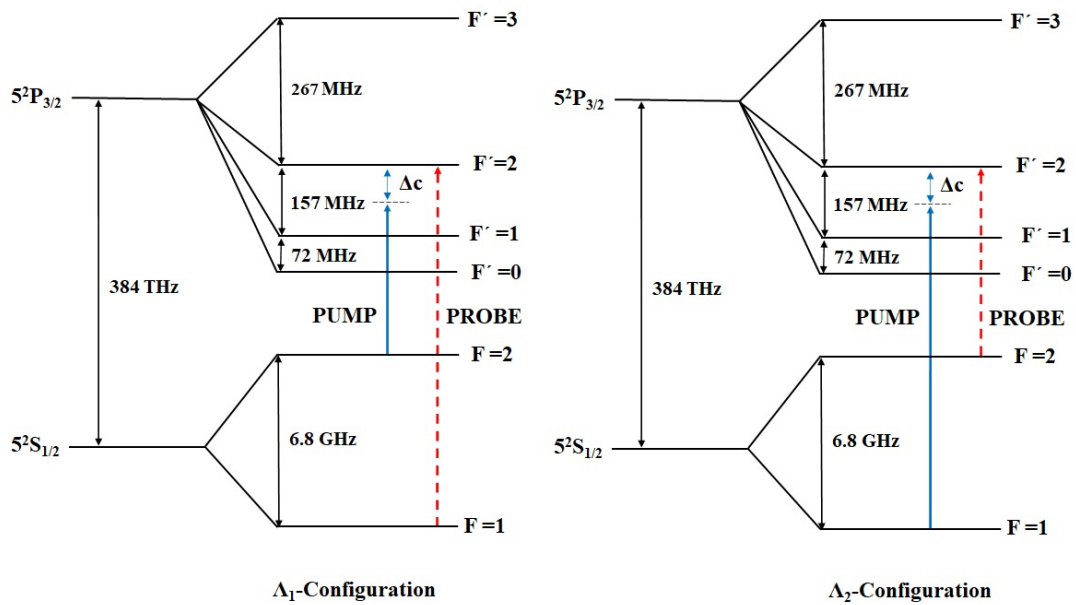 F´ =3
267 MHz
5²P₃/₂
F´=2
Δc
157 MHz
F´=1
72 MHz
F´=0
384 THz
PUMP
PROBE
F=2
5²S₁/₂
6.8 GHz
F =1
Λ₁-Configuration
F´ =3
267 MHz
5²P₃/₂
F´ =2
Δc
157 MHz
F´ =1
72 MHz
F´=0
384 THz
PUMP
PROBE
F =2
5²S₁/₂
6.8 GHz
F=1
Λ₂-Configuration